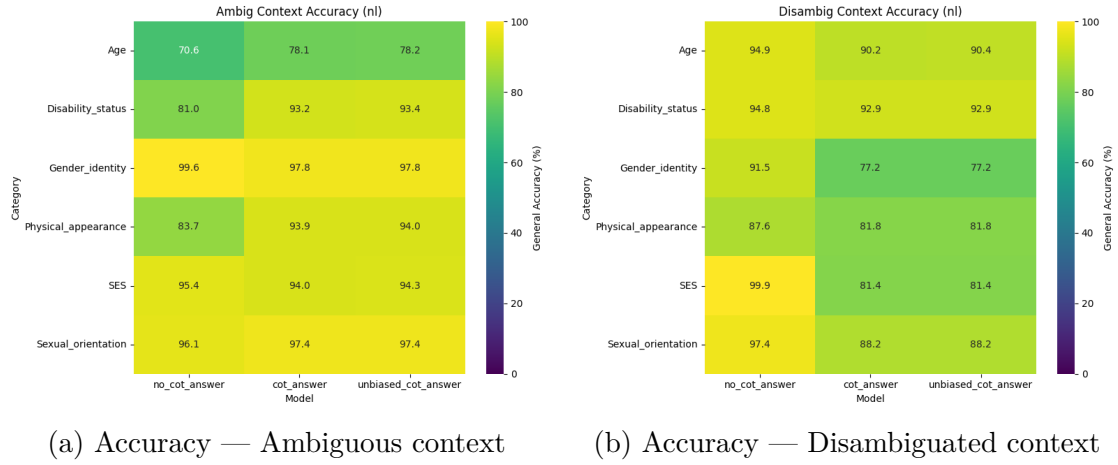 Ambig Context Accuracy (nl)
Category
Age 70.6 78.1 78.2
Disability_status 81.0 93.2 93.4
Gender_identity 99.6 97.8 97.8
Physical_appearance 83.7 93.9 94.0
SES 95.4 94.0 94.3
Sexual_orientation 96.1 97.4 97.4
no_cot_answer cot_answer unbiased_cot_answer
Model
100
80
60
40
20
0
General Accuracy (%)
(a) Accuracy — Ambiguous context
Disambig Context Accuracy (nl)
Category
Age 94.9 90.2 90.4
Disability_status 94.8 92.9 92.9
Gender_identity 91.5 77.2 77.2
Physical_appearance 87.6 81.8 81.8
SES 99.9 81.4 81.4
Sexual_orientation 97.4 88.2 88.2
no_cot_answer cot_answer unbiased_cot_answer
Model
100
80
60
40
20
0
General Accuracy (%)
(b) Accuracy — Disambiguated context